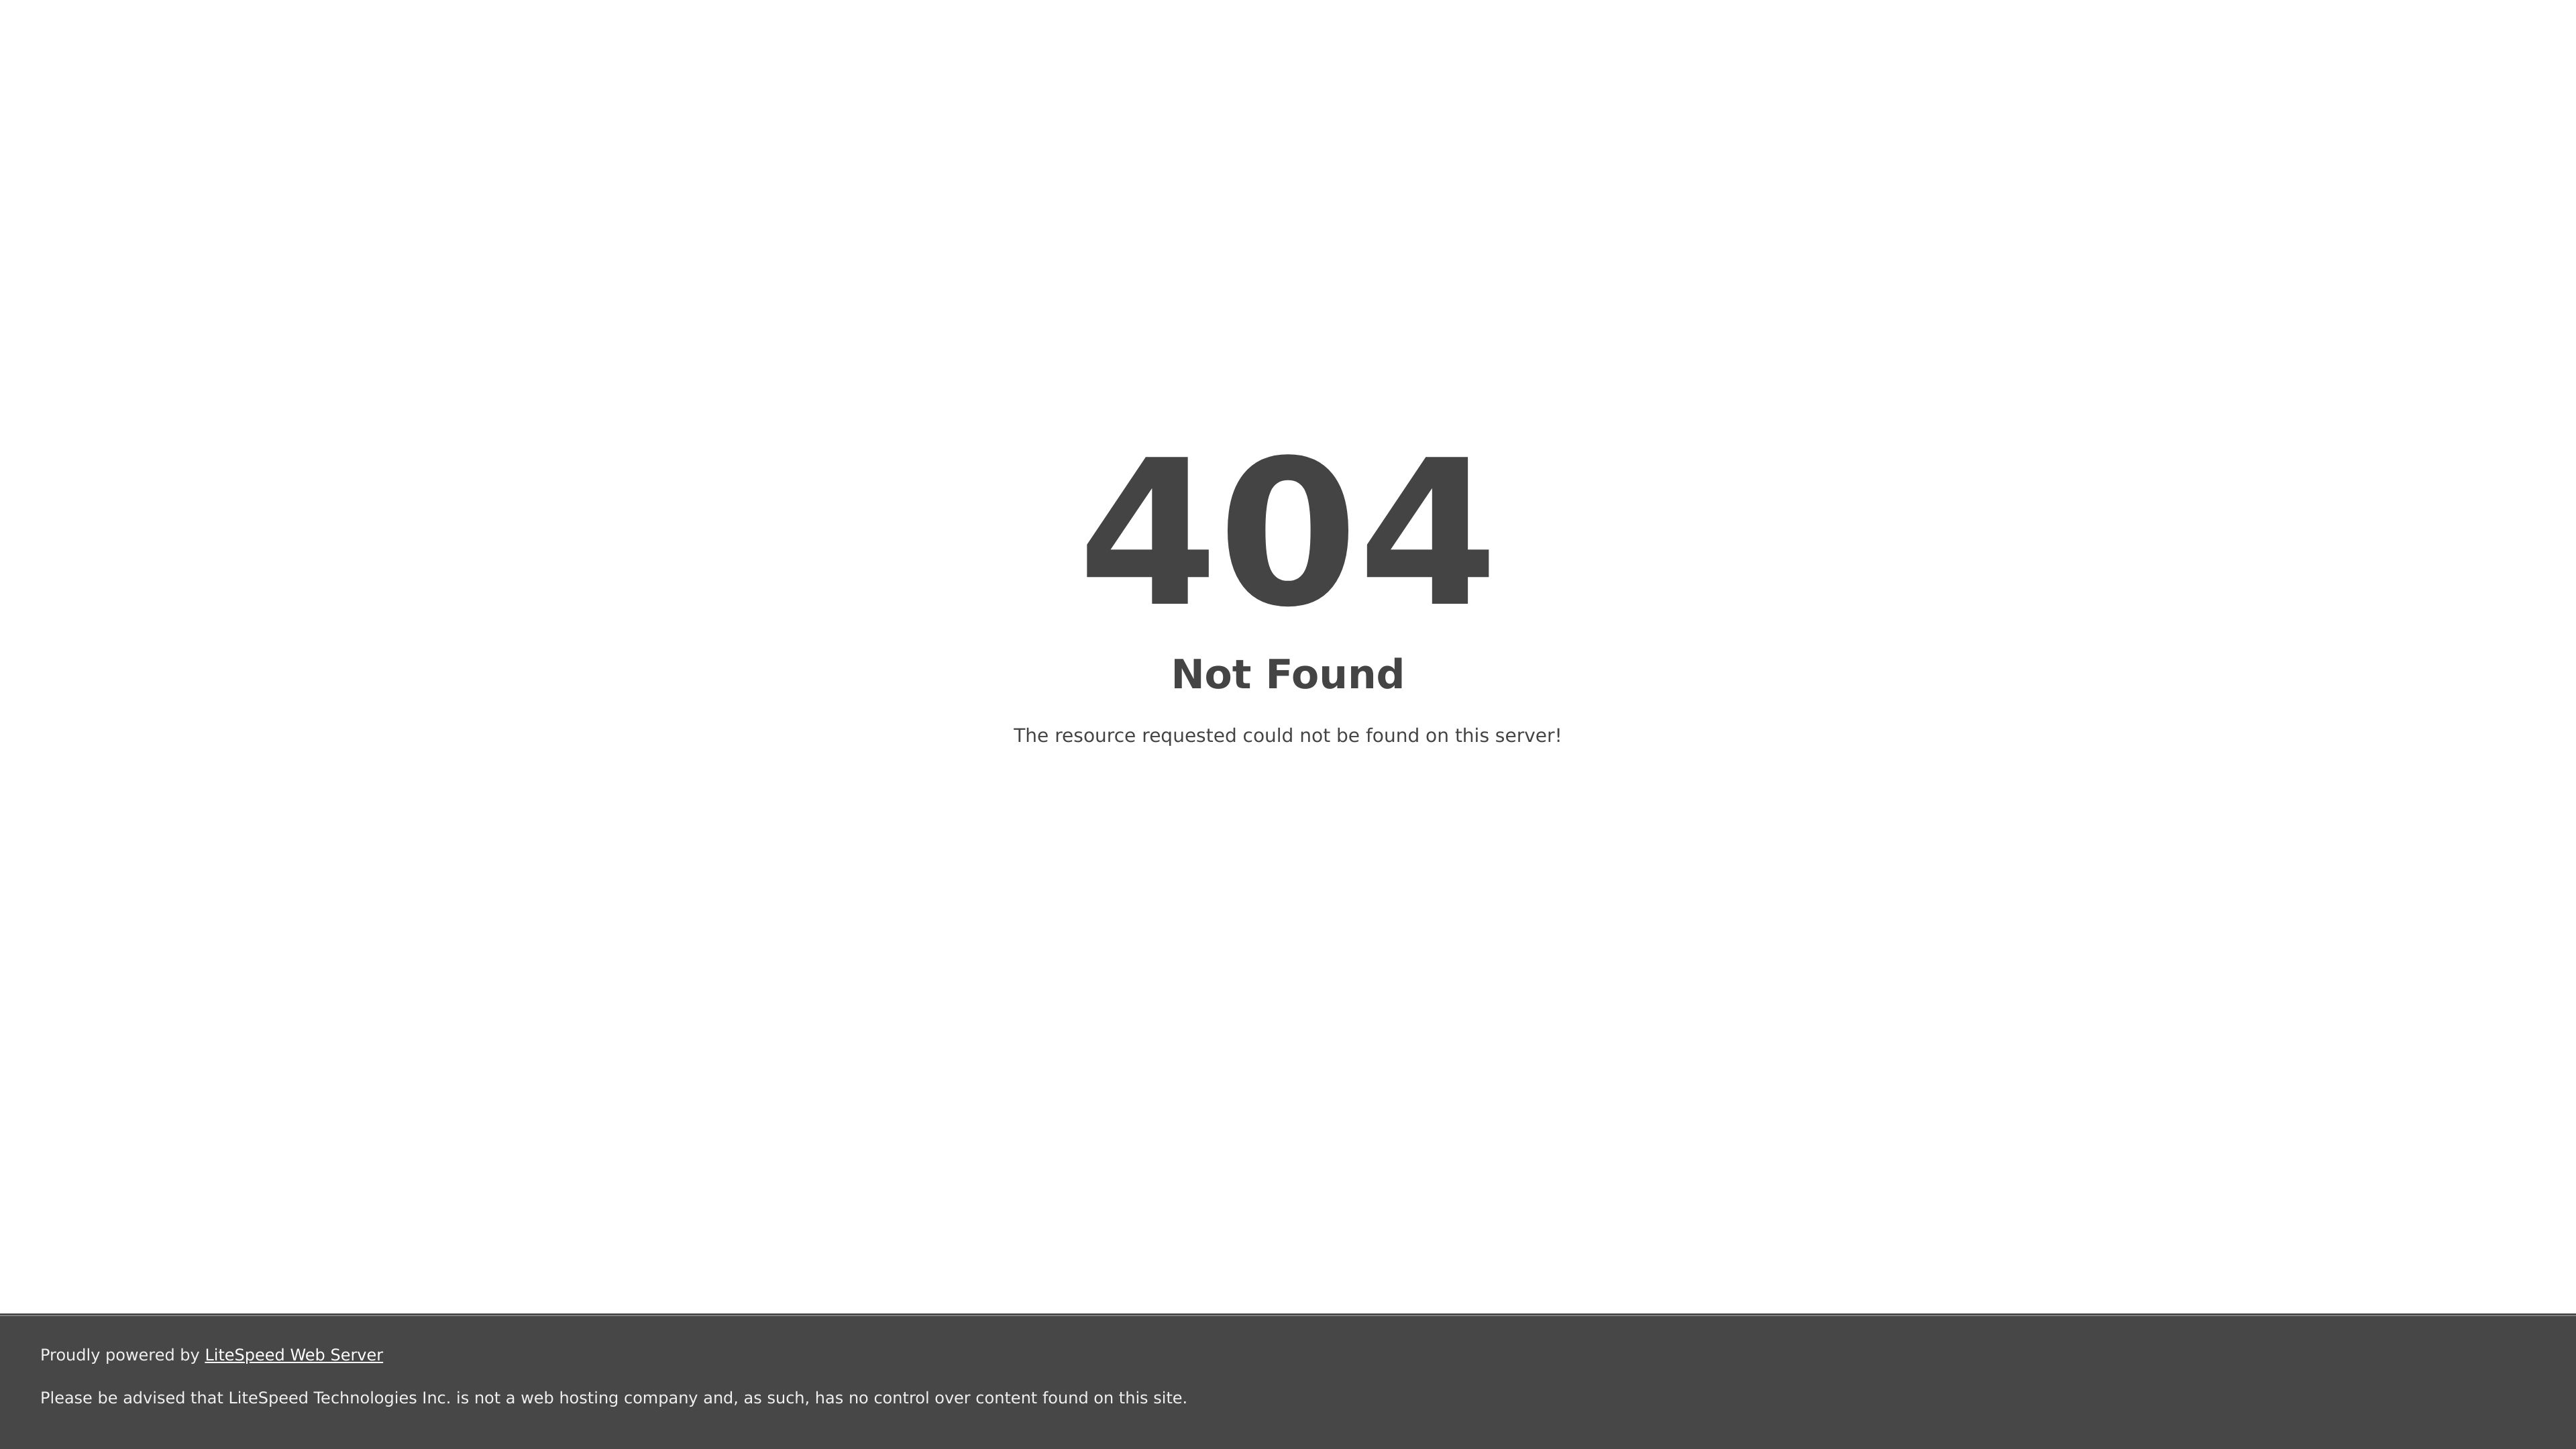 404
Not Found
The resource requested could not be found on this server!
Proudly powered by LiteSpeed Web Server
Please be advised that LiteSpeed Technologies Inc. is not a web hosting company and, as such, has no control over content found on this site.